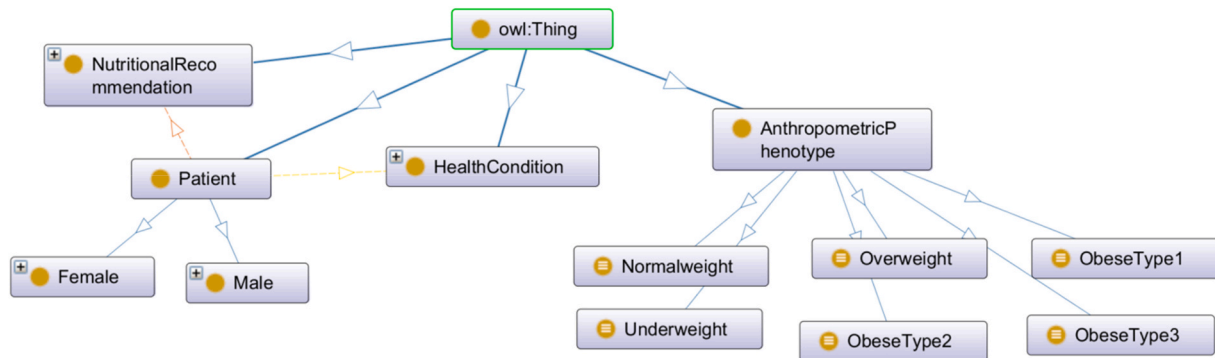 owl:Thing
NutritionalReco
mmendation
AnthropometricP
henotype
Patient
HealthCondition
Female
Male
Normalweight
Overweight
ObeseType1
Underweight
ObeseType2
ObeseType3